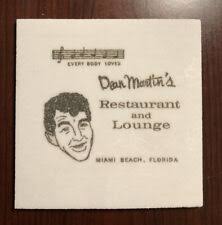 EVERY BODY LOVES
Dean Martin's
Restaurant
and
Lounge
MIAMI BEACH, FLORIDA